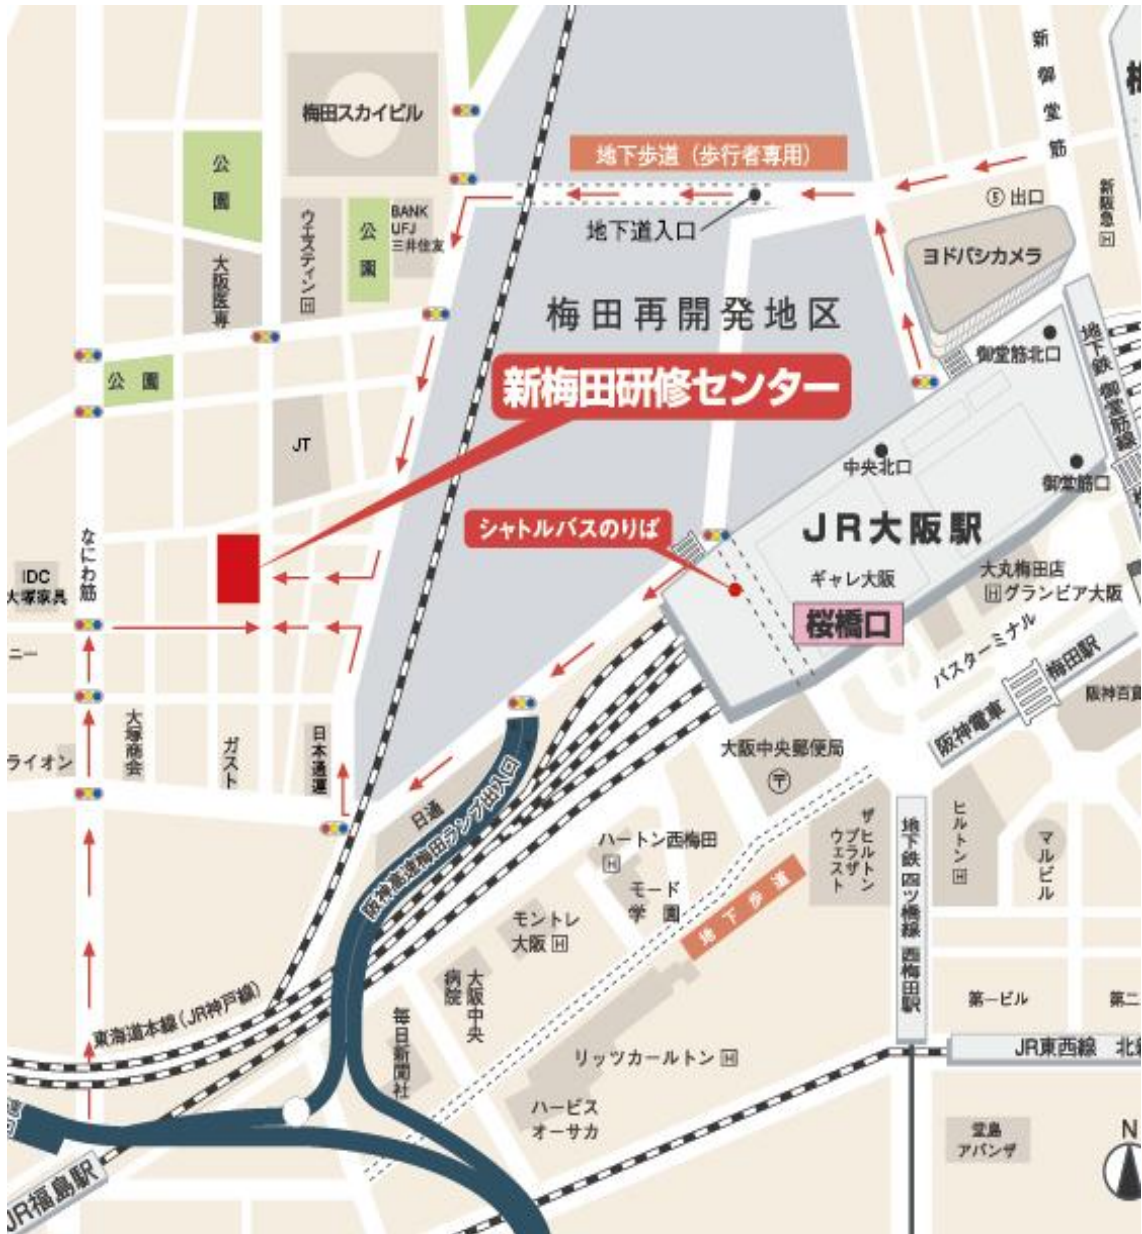 新御堂筋
梅
梅田スカイビル
地下歩道（歩行者専用）
公園
ウェスティンH
公園
BANK
UFJ
三井住友
地下道入口
⑤出口
新阪急H
ヨドバシカメラ
大阪医専
梅田再開発地区
御堂筋北口
地下鉄 御堂筋線
公園
新梅田研修センター
JT
中央北口
御堂筋口
シャトルバスのりば
JR大阪駅
なにわ筋
IDC
大塚家具
ギャレ大阪
大丸梅田店
Hグランビア大阪
桜橋口
ニー
バスターミナル
梅田駅
阪神電車
阪神百貨
大塚商会
ガスト
日本通運
ライオン
大阪中央郵便局
〒
日通
阪神高速梅田ランプ出入口
ハートン西梅田
H
ザヒルトン
プラザ
ウエスト
地下鉄 四ツ橋線 西梅田駅
ヒルトンH
マルビル
モード
学園
地下歩道
モントレ
大阪H
大阪中央
病院
東海道本線（JR神戸線）
毎日新聞社
リッツカールトンH
第一ビル
第二
JR東西線 北新
ハービス
オーサカ
堂島
アバンザ
N
JR福島駅